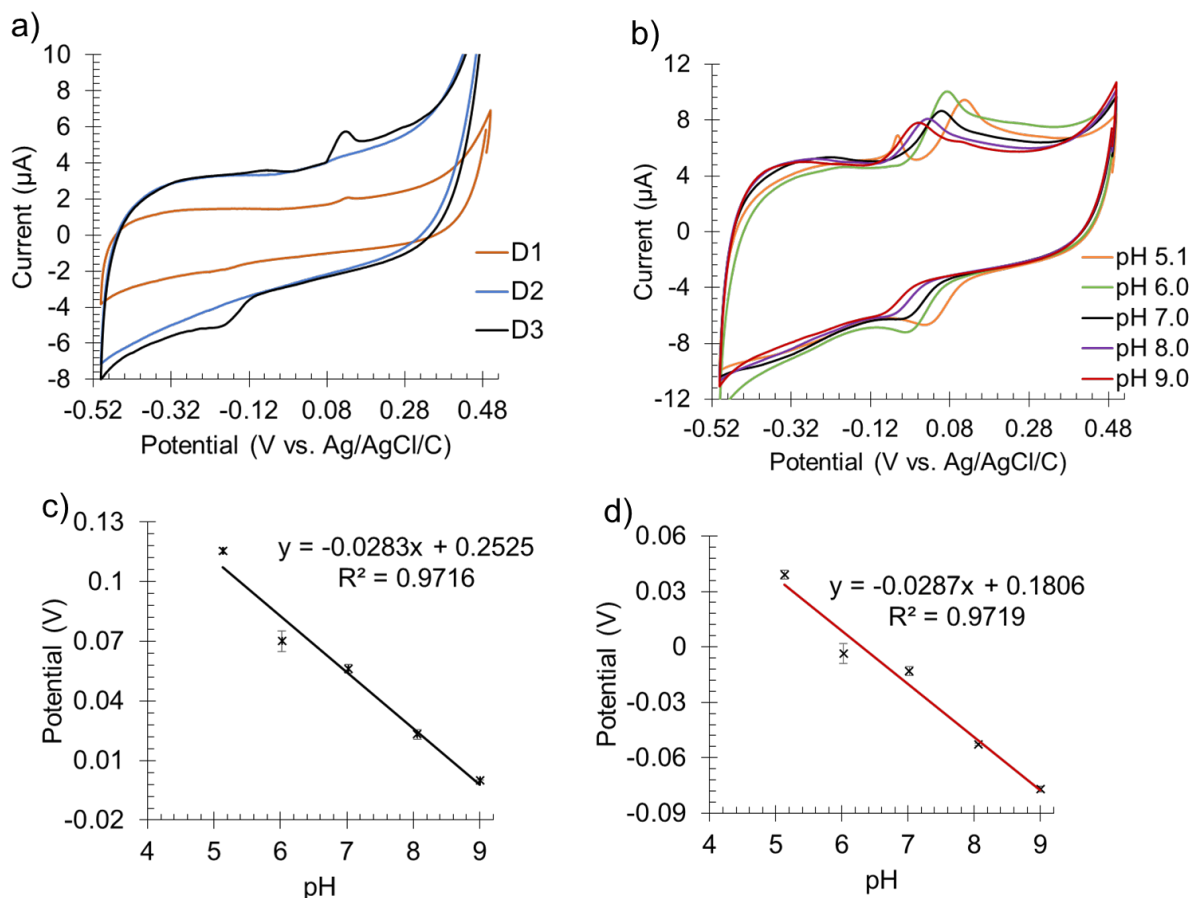 a)
10
8
6
4
2
0
-2
-4
-6
-8
Current (µA)
-0.52 -0.32 -0.12 0.08 0.28 0.48
Potential (V vs. Ag/AgCl/C)
D1
D2
D3
b)
12
8
4
0
-4
-8
-12
Current (µA)
-0.52 -0.32 -0.12 0.08 0.28 0.48
Potential (V vs. Ag/AgCl/C)
pH 5.1
pH 6.0
pH 7.0
pH 8.0
pH 9.0
c)
0.13
0.1
0.07
0.04
0.01
-0.02
Potential (V)
y = -0.0283x + 0.2525
R² = 0.9716
4 5 6 7 8 9
pH
d)
0.06
0.03
0
-0.03
-0.06
-0.09
Potential (V)
y = -0.0287x + 0.1806
R² = 0.9719
4 5 6 7 8 9
pH